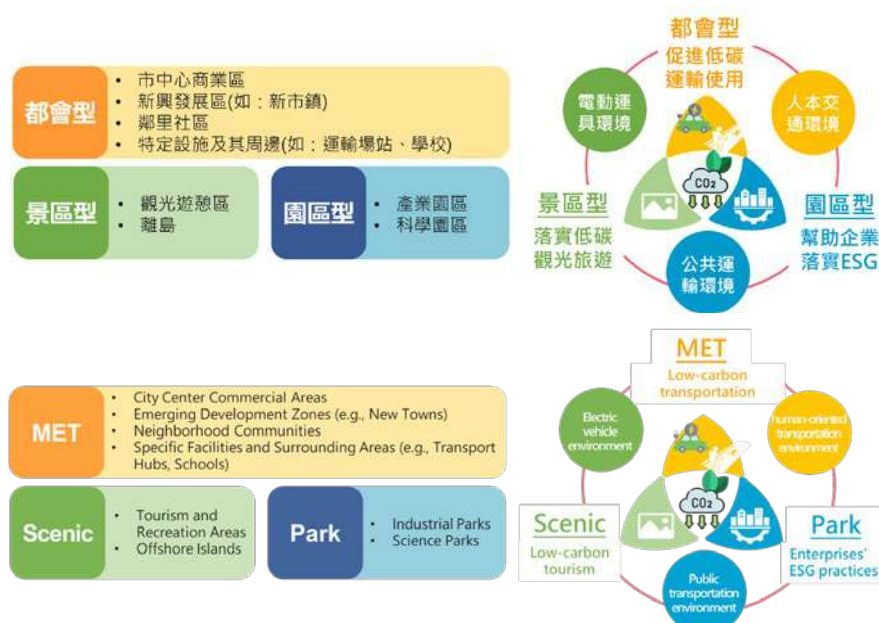 都會型
• 市中心商業區
• 新興發展區(如：新市鎮)
• 鄰里社區
• 特定設施及其周邊(如：運輸場站、學校)
景區型
• 觀光遊憩區
• 離島
園區型
• 產業園區
• 科學園區
都會型
促進低碳
運輸使用
電動運
具環境
人本交
通環境
CO₂
景區型
落實低碳
觀光旅遊
園區型
幫助企業
落實ESG
公共運
輸環境
MET
• City Center Commercial Areas
• Emerging Development Zones (e.g., New Towns)
• Neighborhood Communities
• Specific Facilities and Surrounding Areas (e.g., Transport
Hubs, Schools)
Scenic
• Tourism and
Recreation Areas
• Offshore Islands
Park
• Industrial Parks
• Science Parks
MET
Low-carbon
transportation
Electric
vehicle
environment
human-oriented
transportation
environment
CO₂
Scenic
Low-carbon
tourism
Park
Enterprises'
ESG practices
Public
transportation
environment